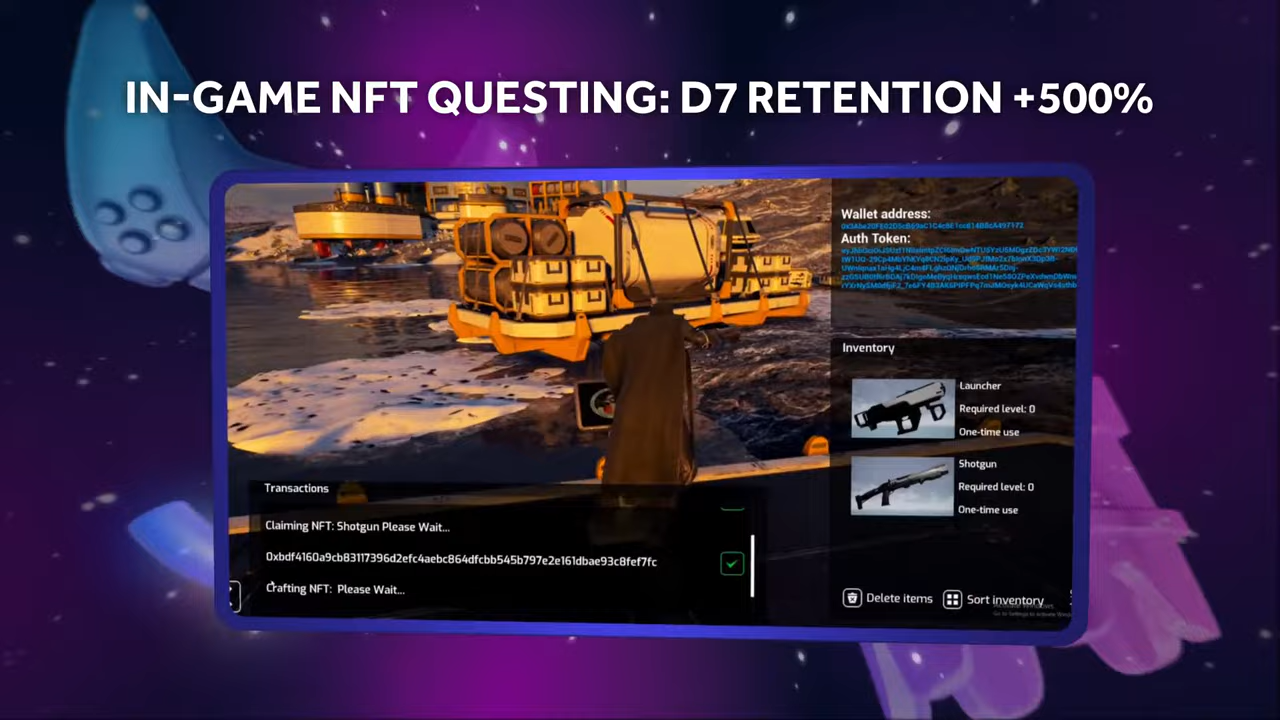 IN-GAME NFT QUESTING: D7 RETENTION +500%
Wallet address:
Auth Token:
Inventory
Launcher
Required level: 0
One-time use
Shotgun
Required level: 0
One-time use
Transactions
Claiming NFT: Shotgun Please Wait...
0xbdf4160a9cb83117396d2efc4aebc864dfcbb545b797e2e161dbae93c8fef7fc
Crafting NFT: Please Wait...
Delete items
Sort inventory